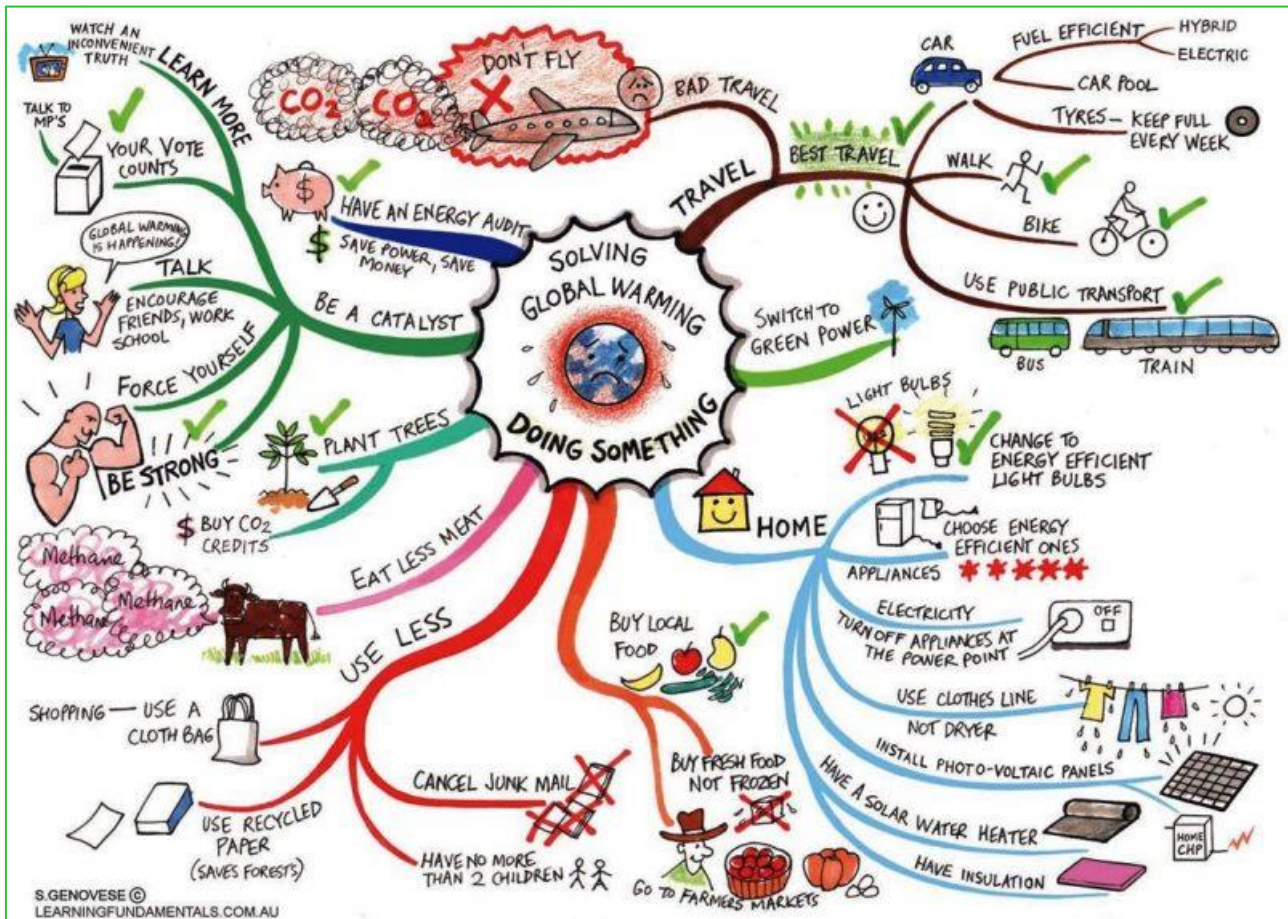 SOLVING
GLOBAL WARMING
DOING SOMETHING
TRAVEL
BAD TRAVEL
DON'T FLY
CO2
CO2
BEST TRAVEL
CAR
FUEL EFFICIENT
HYBRID
ELECTRIC
CAR POOL
TYRES — KEEP FULL
EVERY WEEK
WALK
BIKE
USE PUBLIC TRANSPORT
BUS
TRAIN
SWITCH TO
GREEN POWER
HOME
LIGHT BULBS
CHANGE TO
ENERGY EFFICIENT
LIGHT BULBS
APPLIANCES
CHOOSE ENERGY
EFFICIENT ONES
ELECTRICITY
TURN OFF APPLIANCES AT
THE POWER POINT
OFF
USE CLOTHES LINE
NOT DRYER
INSTALL PHOTO-VOLTAIC PANELS
HOME
CHP
HAVE A SOLAR WATER HEATER
HAVE INSULATION
BUY LOCAL
FOOD
BUY FRESH FOOD
NOT FROZEN
GO TO FARMERS MARKETS
USE LESS
SHOPPING — USE A
CLOTH BAG
USE RECYCLED
PAPER
(SAVES FORESTS)
CANCEL JUNK MAIL
HAVE NO MORE
THAN 2 CHILDREN
EAT LESS MEAT
Methane
Methane
Methane
PLANT TREES
$ BUY CO2
CREDITS
BE A CATALYST
LEARN MORE
WATCH AN
INCONVENIENT
TRUTH
YOUR VOTE
COUNTS
TALK TO
MP'S
TALK
GLOBAL WARMING
IS HAPPENING!
ENCOURAGE
FRIENDS, WORK
SCHOOL
FORCE YOURSELF
BE STRONG
HAVE AN ENERGY AUDIT
$
$ SAVE POWER, SAVE
MONEY
S.GENOVESE ©
LEARNINGFUNDAMENTALS.COM.AU